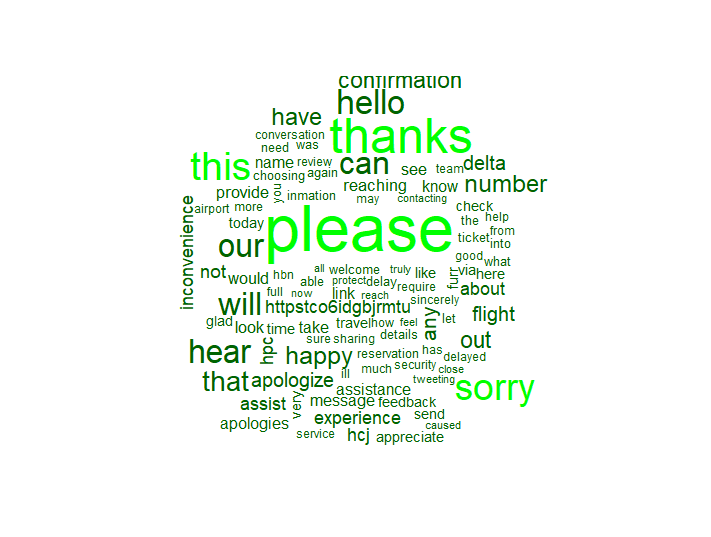 confirmation
hello
have
thanks
conversation
need was
this
name review
can
see team delta
choosing again
reaching know number
provide you inmation
may contacting
airport more
inconvenience
today
please
check
the help
from
ticket into
our
good what
not would hbn
all welcome truly like
furr via here
able protect delay require
about
full now link reach
will
httpstco6idgbjrmtu sincerely
glad look time take travel how feel
any let flight
sure sharing details
out
hear hpc happy
reservation has delayed
security close
that apologize
ill much tweeting
assistance
sorry
assist very message feedback
apologies
experience send
caused
service hcj appreciate